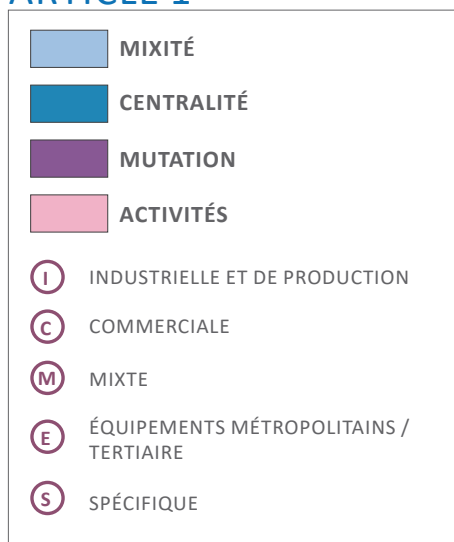 ARTICLE 1
MIXITÉ
CENTRALITÉ
MUTATION
ACTIVITÉS
I INDUSTRIELLE ET DE PRODUCTION
C COMMERCIALE
M MIXTE
E ÉQUIPEMENTS MÉTROPOLITAINS /
TERTIAIRE
S SPÉCIFIQUE